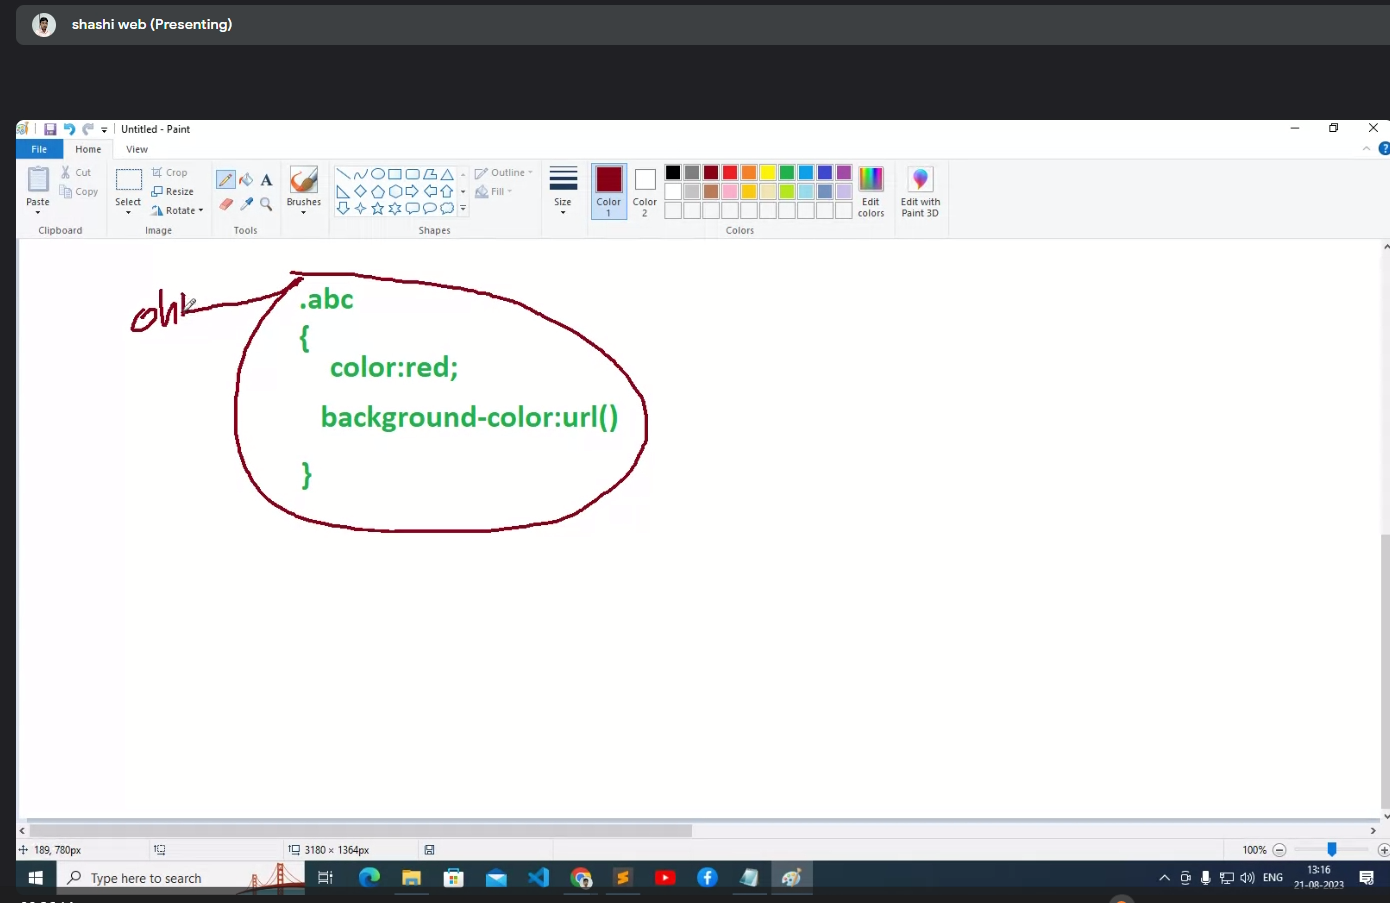 shashi web (Presenting)
Untitled - Paint
File Home View
Paste
Cut
Copy
Clipboard
Select
Crop
Resize
Rotate
Image
A
Tools
Brushes
Outline
Fill
Shapes
Size
Color 1
Color 2
Edit colors
Colors
Edit with Paint 3D
.abc
{
color:red;
background-color:url()
}
189, 780px
3180 × 1364px
100%
Type here to search
ENG
13:16
21-08-2023